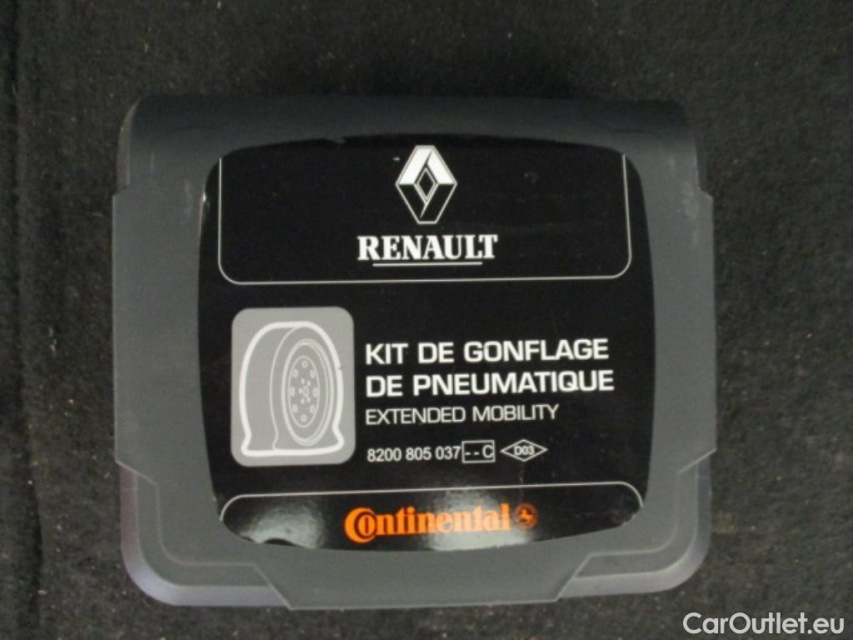 RENAULT
KIT DE GONFLAGE
DE PNEUMATIQUE
EXTENDED MOBILITY
8200 805 037 --C D03
Continental
CarOutlet.eu